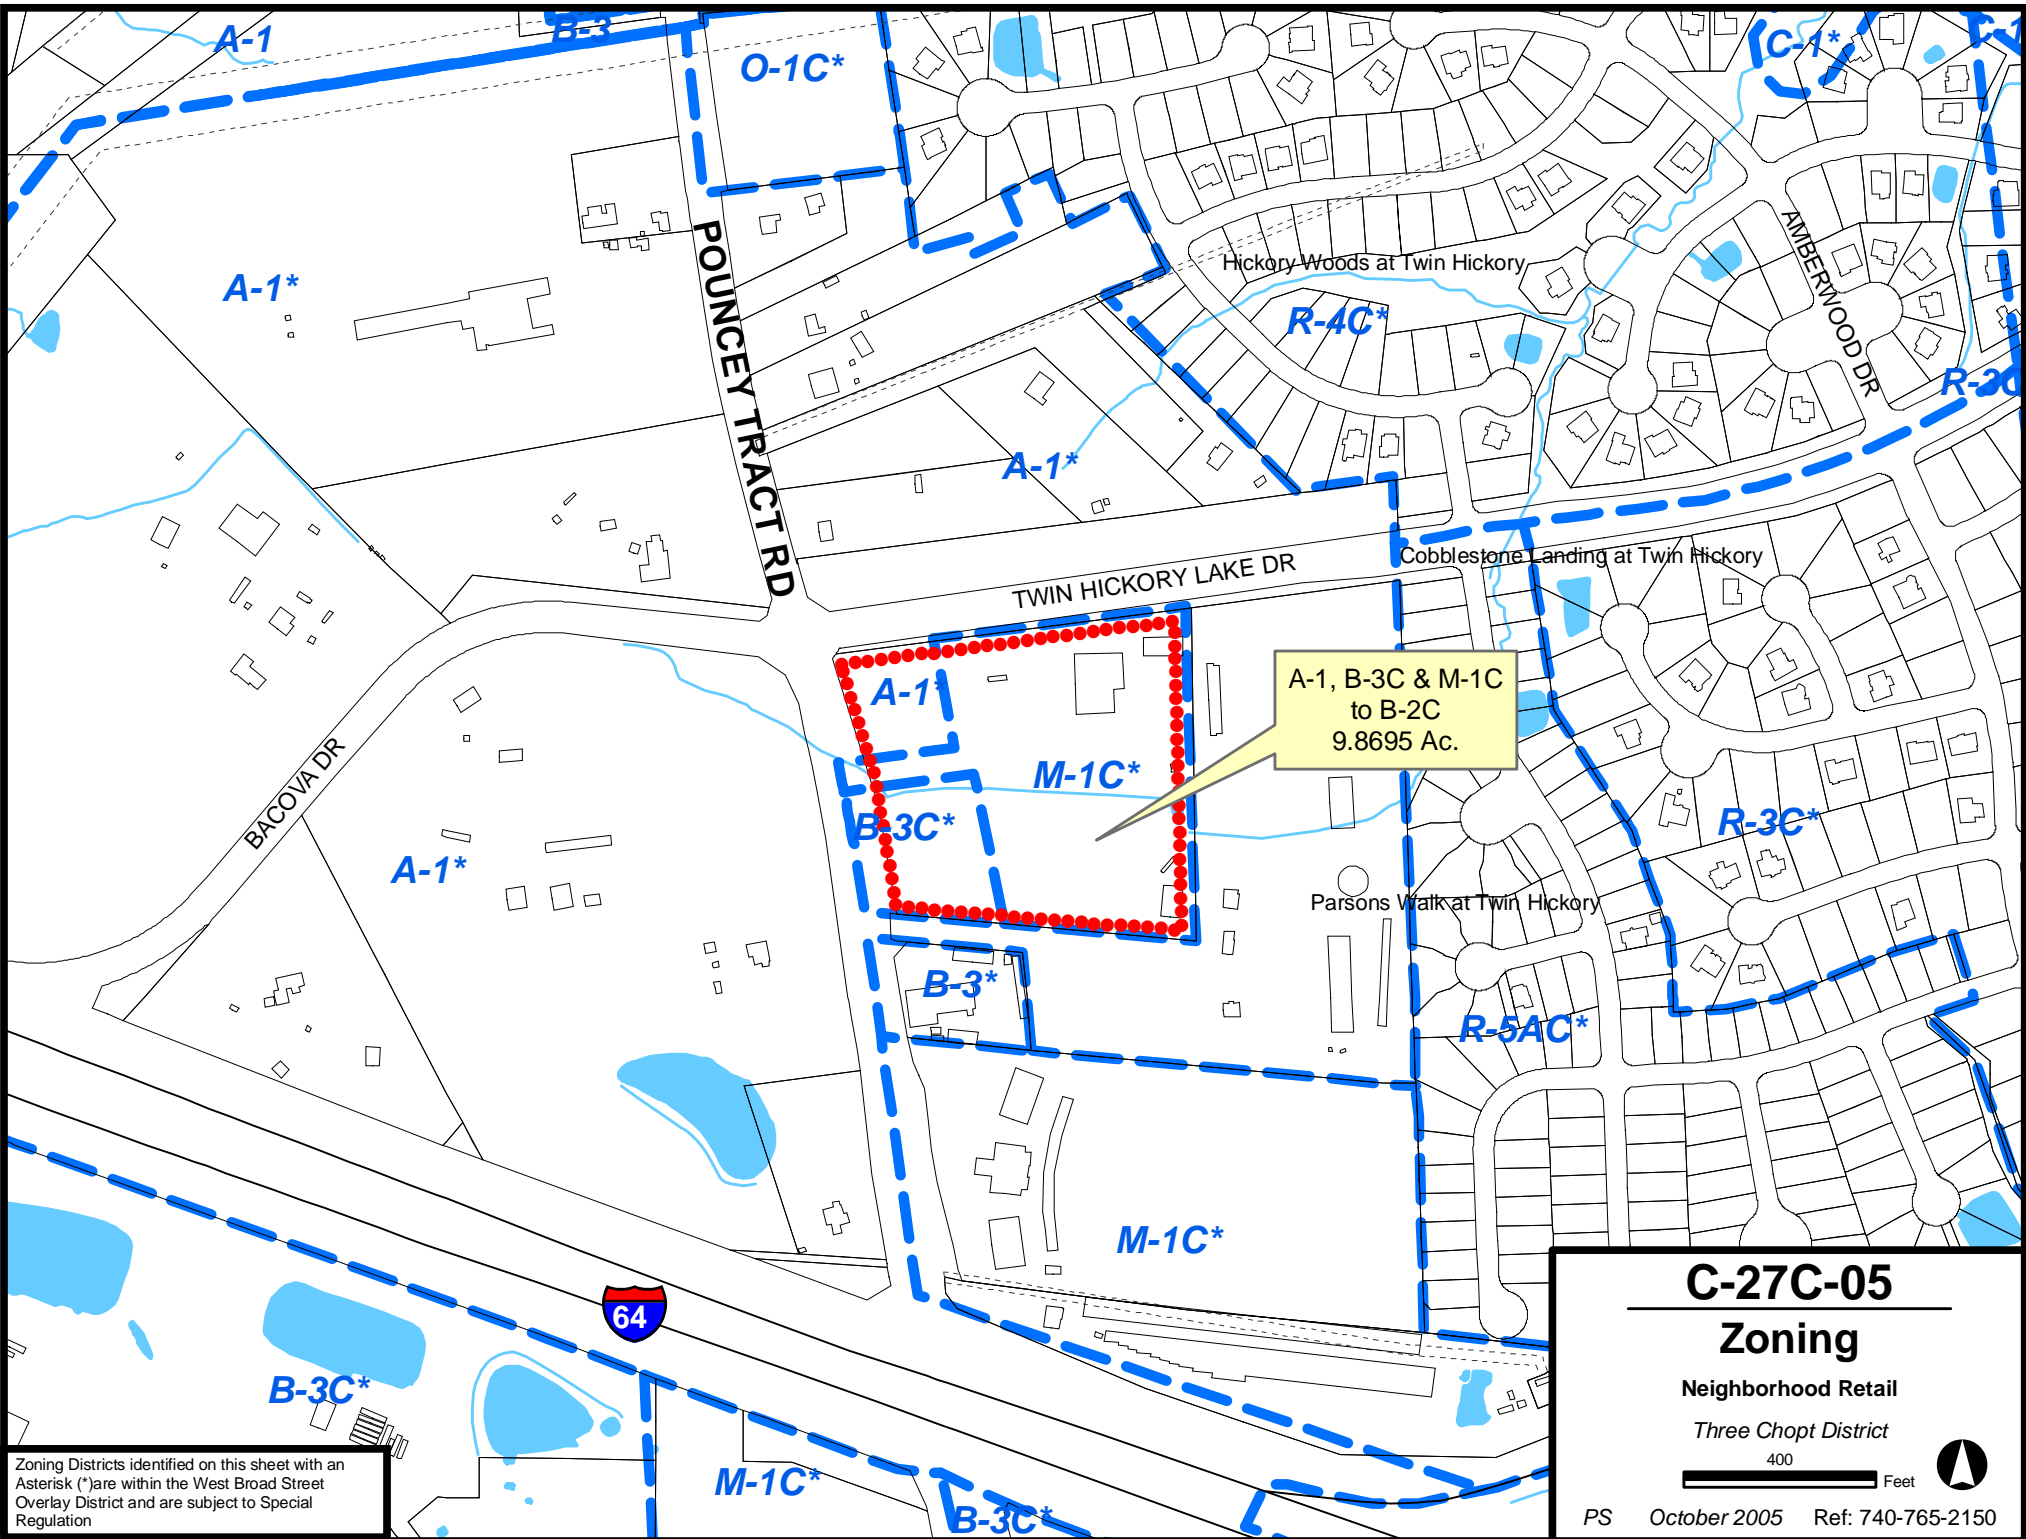 A-1
B-3
O-1C*
C-1*
C-1
A-1*
POUNCEY TRACT RD
Hickory Woods at Twin Hickory
R-4C*
AMBERWOOD DR
R-3C
A-1*
TWIN HICKORY LAKE DR
Cobblestone Landing at Twin Hickory
A-1*
A-1, B-3C & M-1C
to B-2C
9.8695 Ac.
M-1C*
BACOVA DR
B-3C*
R-3C*
A-1*
Parsons Walk at Twin Hickory
B-3*
R-5AC*
M-1C*
64
B-3C*
M-1C*
B-3C*
Zoning Districts identified on this sheet with an
Asterisk (*)are within the West Broad Street
Overlay District and are subject to Special
Regulation
C-27C-05
Zoning
Neighborhood Retail
Three Chopt District
400
Feet
PS October 2005 Ref: 740-765-2150